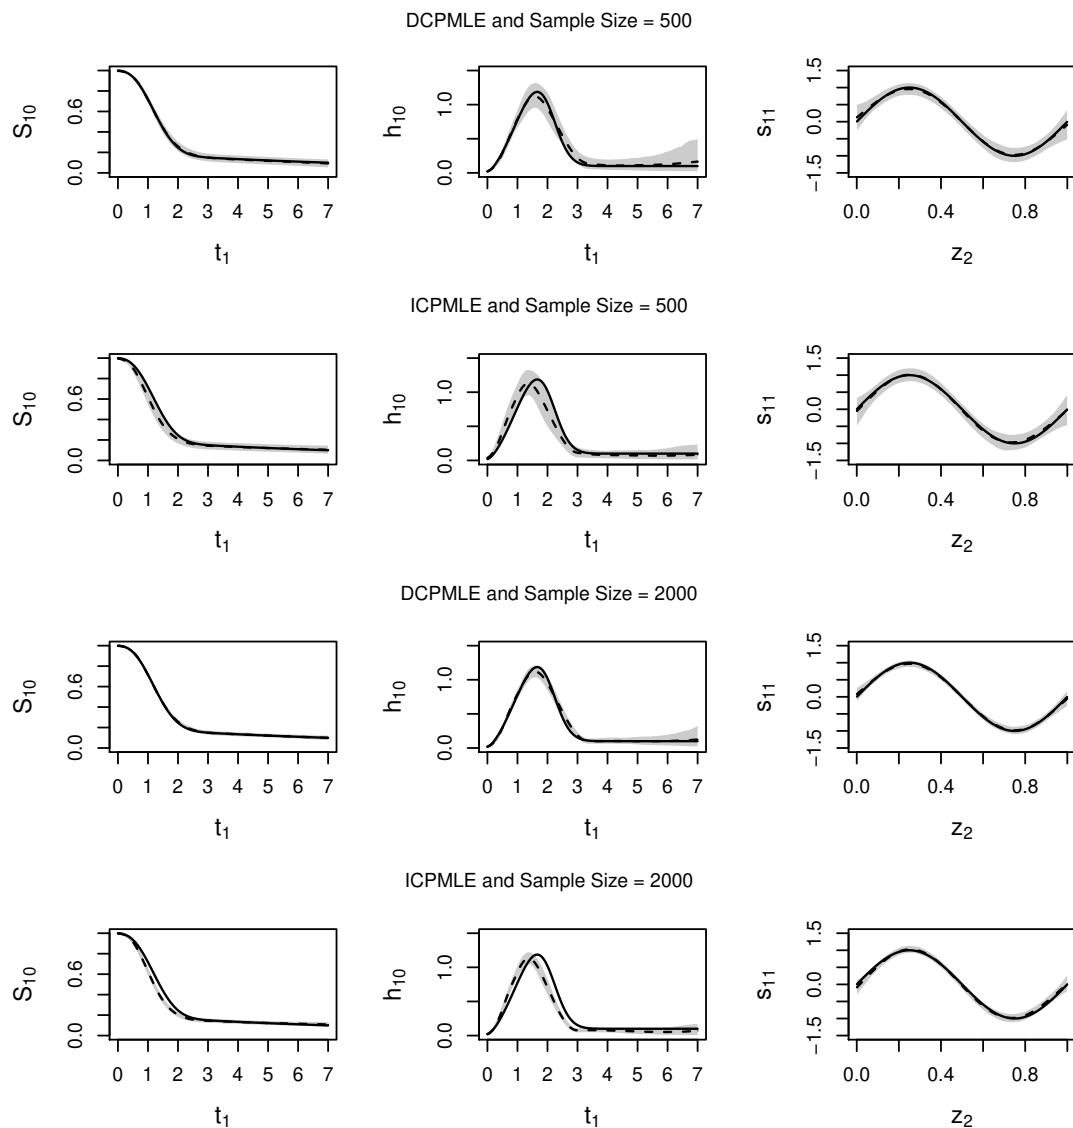 DCPMLE and Sample Size = 500
S10 0.0 0.6
0 1 2 3 4 5 6 7
t1
h10 0.0 1.0
0 1 2 3 4 5 6 7
t1
s11 −1.5 0.0 1.5
0.0 0.4 0.8
z2
ICPMLE and Sample Size = 500
S10 0.0 0.6
0 1 2 3 4 5 6 7
t1
h10 0.0 1.0
0 1 2 3 4 5 6 7
t1
s11 −1.5 0.0 1.5
0.0 0.4 0.8
z2
DCPMLE and Sample Size = 2000
S10 0.0 0.6
0 1 2 3 4 5 6 7
t1
h10 0.0 1.0
0 1 2 3 4 5 6 7
t1
s11 −1.5 0.0 1.5
0.0 0.4 0.8
z2
ICPMLE and Sample Size = 2000
S10 0.0 0.6
0 1 2 3 4 5 6 7
t1
h10 0.0 1.0
0 1 2 3 4 5 6 7
t1
s11 −1.5 0.0 1.5
0.0 0.4 0.8
z2